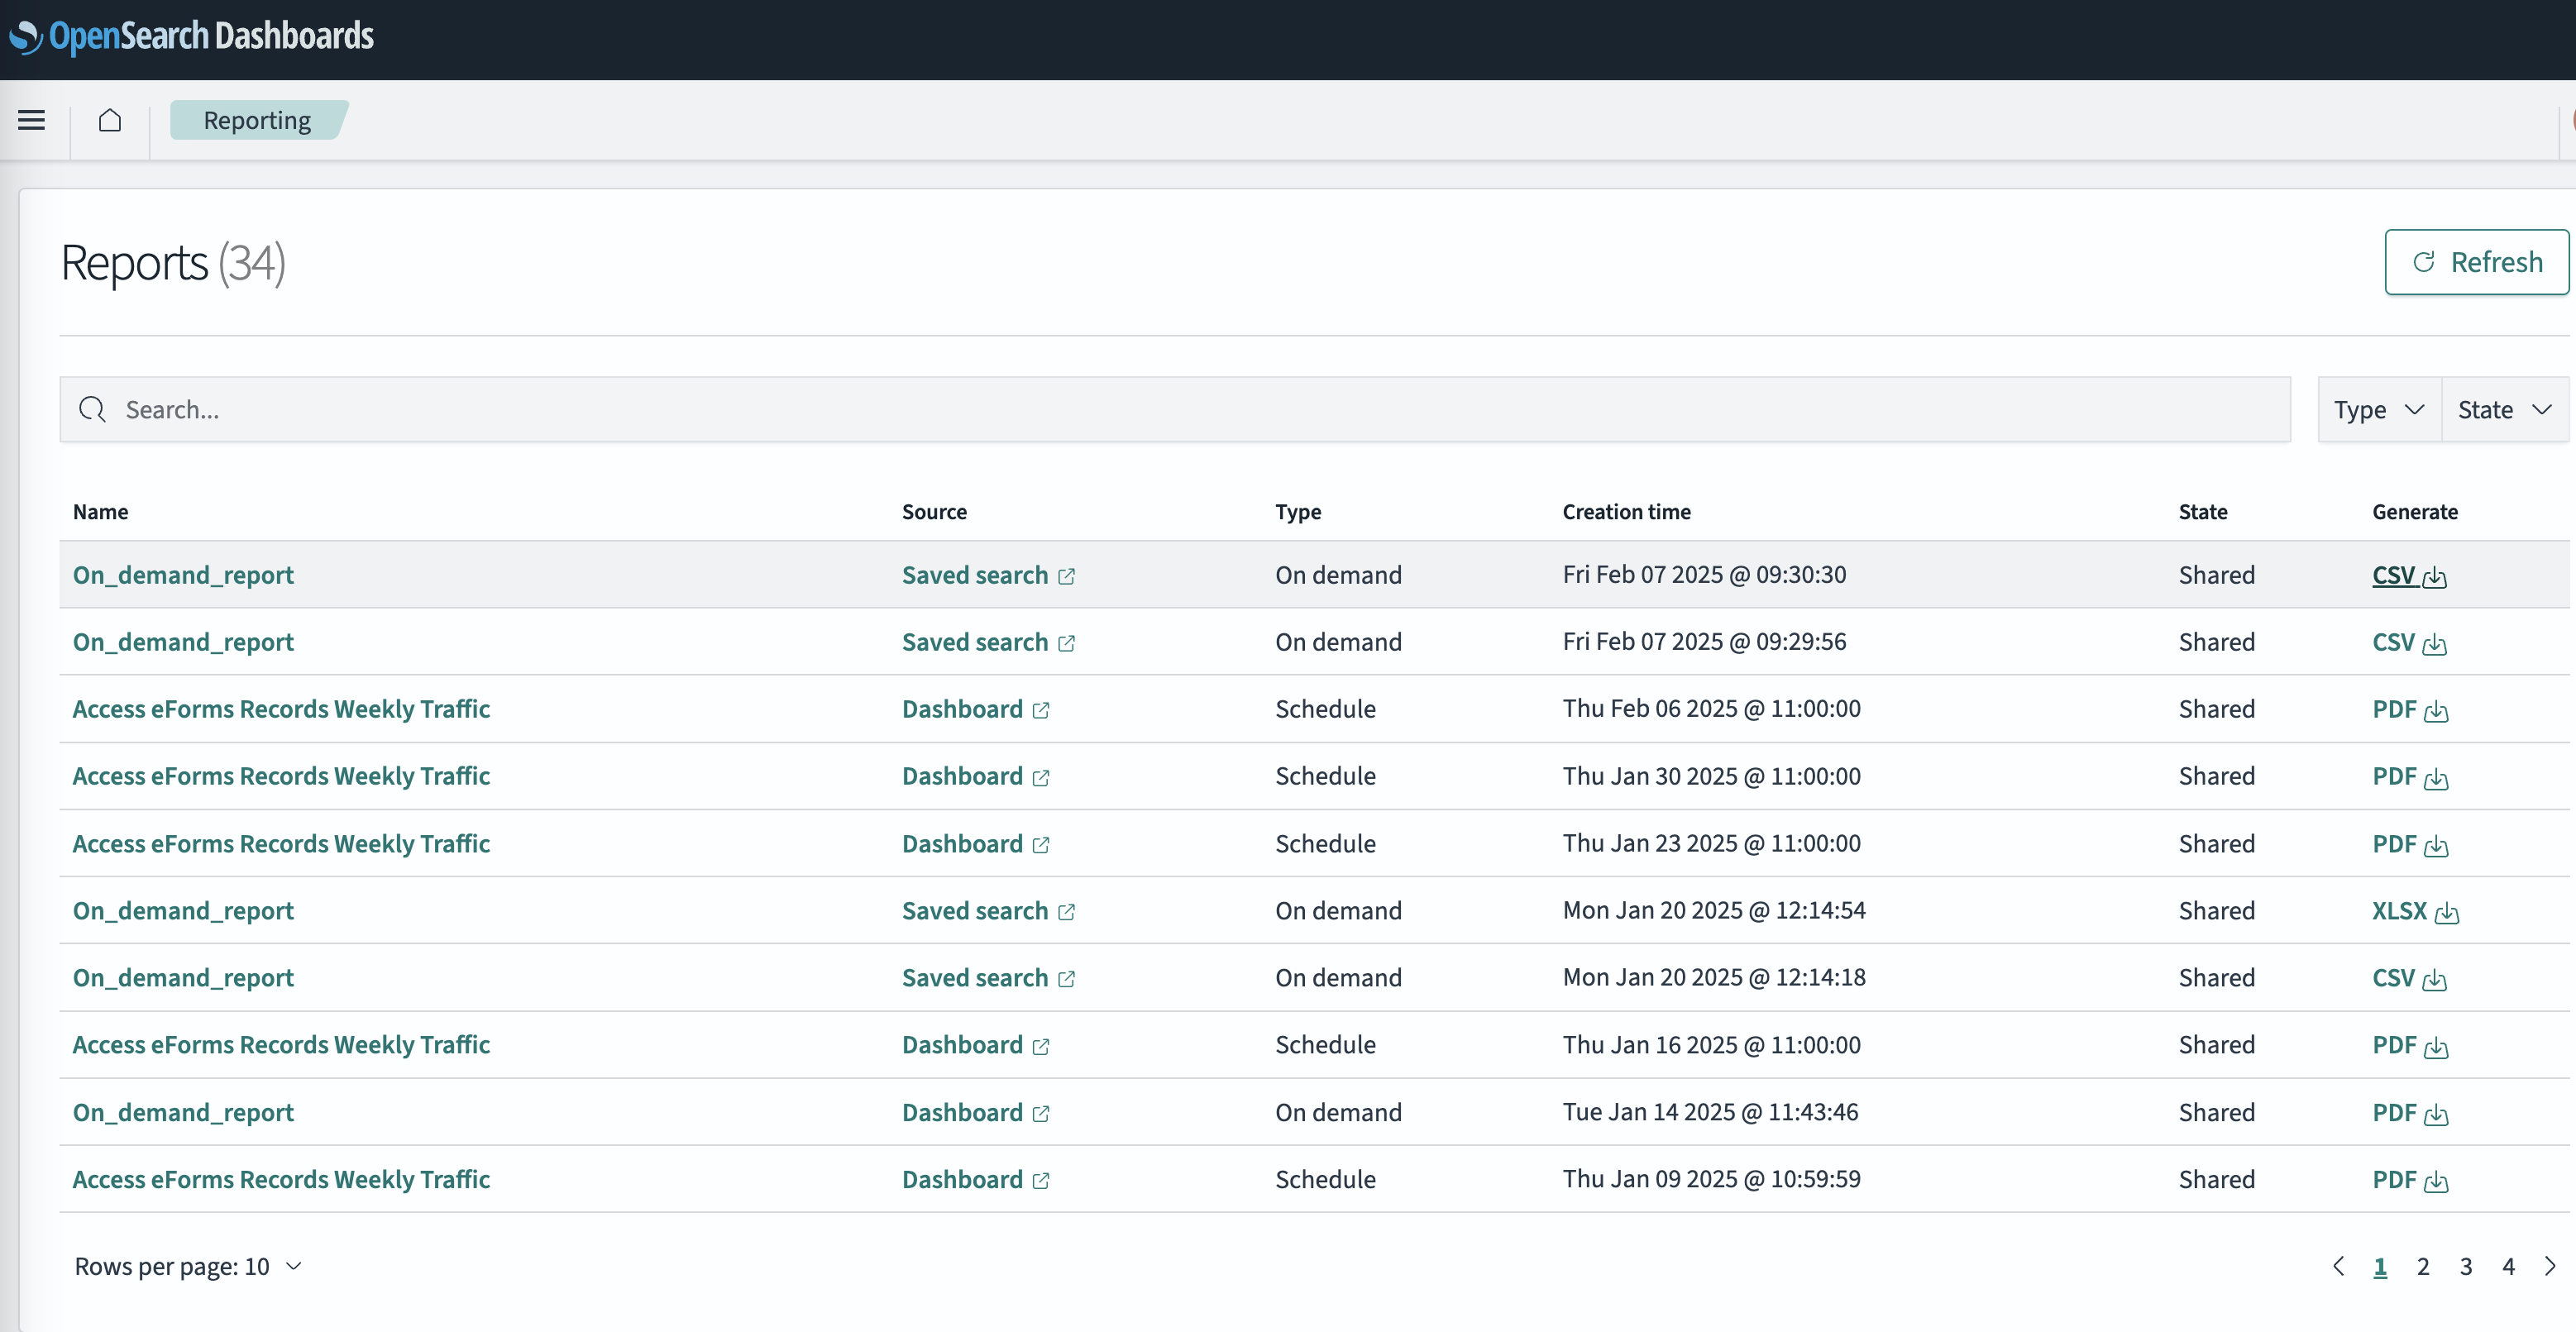 OpenSearch Dashboards
Reporting
Reports (34)
Refresh
Search...
Type State
Name Source Type Creation time State Generate
On_demand_report Saved search On demand Fri Feb 07 2025 @ 09:30:30 Shared CSV
On_demand_report Saved search On demand Fri Feb 07 2025 @ 09:29:56 Shared CSV
Access eForms Records Weekly Traffic Dashboard Schedule Thu Feb 06 2025 @ 11:00:00 Shared PDF
Access eForms Records Weekly Traffic Dashboard Schedule Thu Jan 30 2025 @ 11:00:00 Shared PDF
Access eForms Records Weekly Traffic Dashboard Schedule Thu Jan 23 2025 @ 11:00:00 Shared PDF
On_demand_report Saved search On demand Mon Jan 20 2025 @ 12:14:54 Shared XLSX
On_demand_report Saved search On demand Mon Jan 20 2025 @ 12:14:18 Shared CSV
Access eForms Records Weekly Traffic Dashboard Schedule Thu Jan 16 2025 @ 11:00:00 Shared PDF
On_demand_report Dashboard On demand Tue Jan 14 2025 @ 11:43:46 Shared PDF
Access eForms Records Weekly Traffic Dashboard Schedule Thu Jan 09 2025 @ 10:59:59 Shared PDF
Rows per page: 10 1 2 3 4